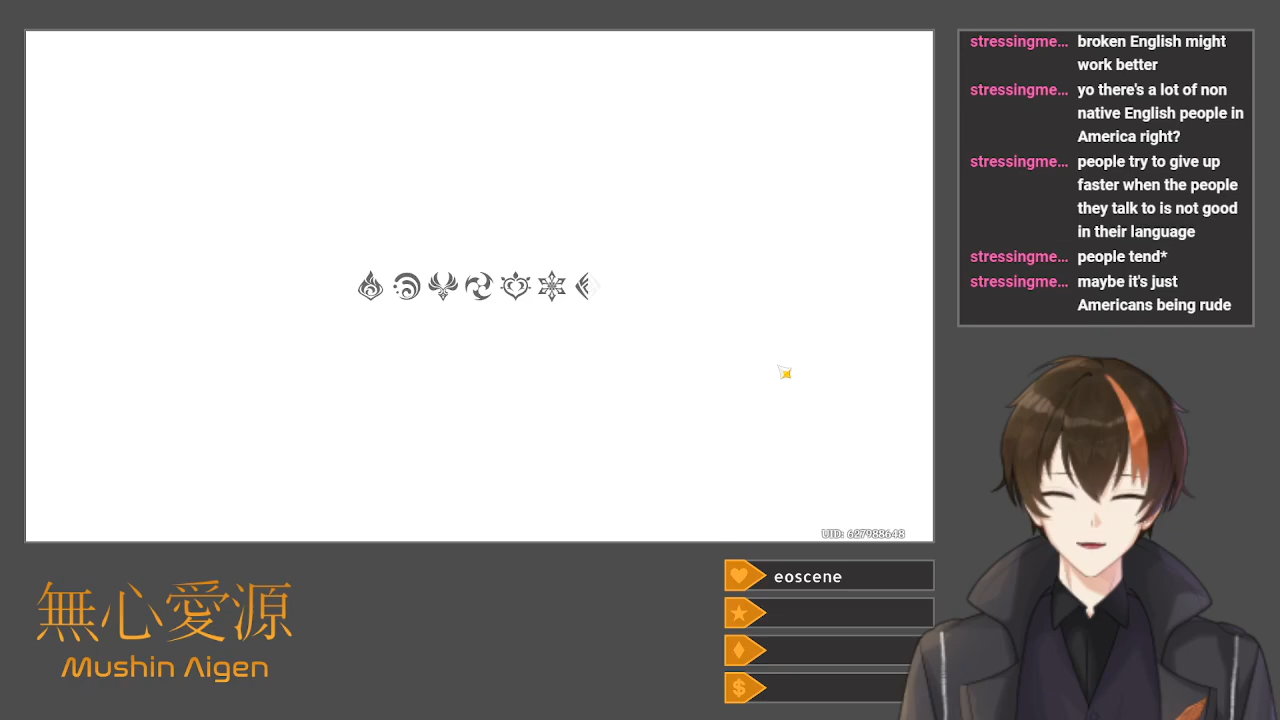 stressingme... broken English might
work better
stressingme... yo there's a lot of non
native English people in
America right?
stressingme... people try to give up
faster when the people
they talk to is not good
in their language
stressingme... people tend*
stressingme... maybe it's just
Americans being rude
UID: 627988648
eoscene
無心愛源
Mushin Aigen